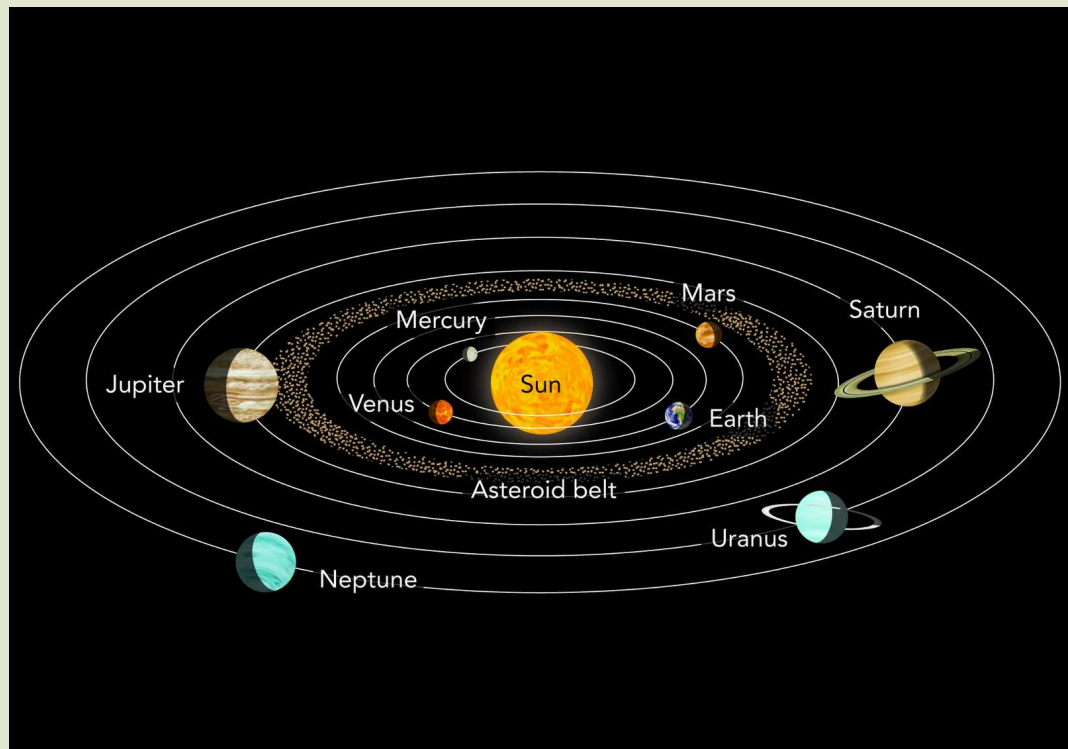 Mars
Saturn
Mercury
Jupiter
Sun
Venus
Earth
Asteroid belt
Uranus
Neptune